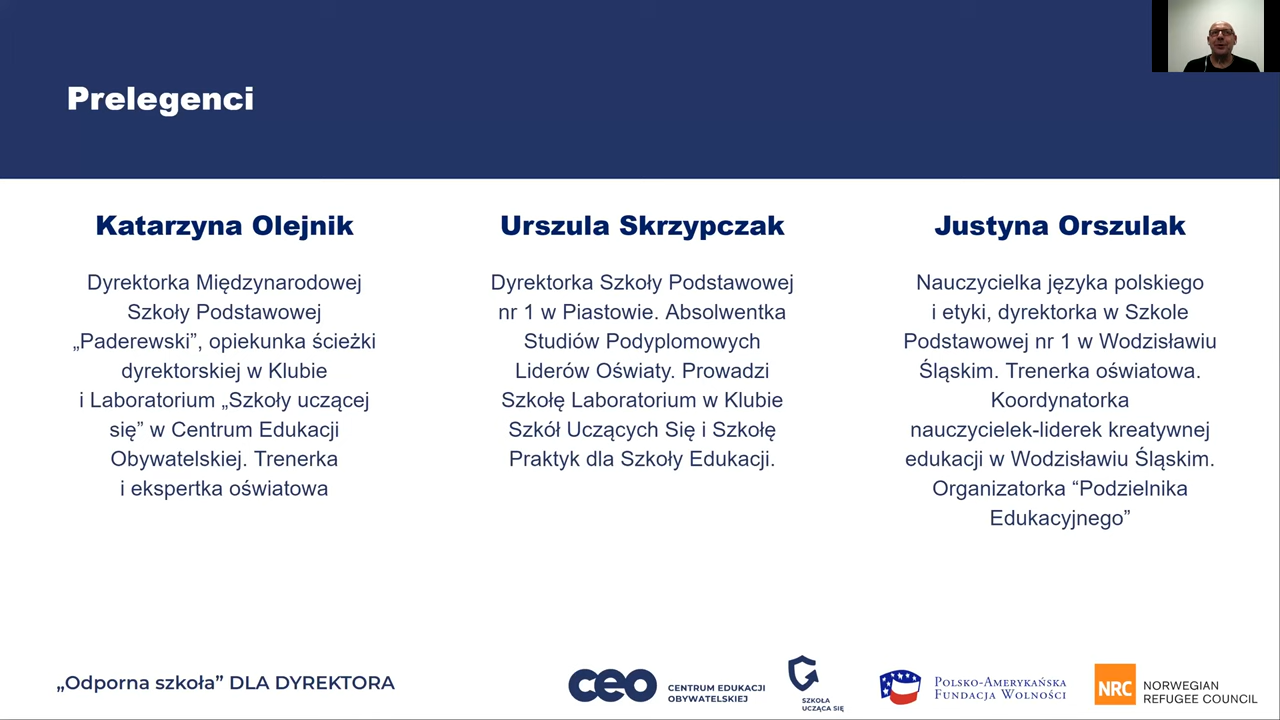 Prelegenci
Katarzyna Olejnik
Dyrektorka Międzynarodowej
Szkoły Podstawowej
„Paderewski”, opiekunka ścieżki
dyrektorskiej w Klubie
i Laboratorium „Szkoły uczącej
się” w Centrum Edukacji
Obywatelskiej. Trenerka
i ekspertka oświatowa
Urszula Skrzypczak
Dyrektorka Szkoły Podstawowej
nr 1 w Piastowie. Absolwentka
Studiów Podyplomowych
Liderów Oświaty. Prowadzi
Szkołę Laboratorium w Klubie
Szkół Uczących Się i Szkołę
Praktyk dla Szkoły Edukacji.
Justyna Orszulak
Nauczycielka języka polskiego
i etyki, dyrektorka w Szkole
Podstawowej nr 1 w Wodzisławiu
Śląskim. Trenerka oświatowa.
Koordynatorka
nauczycielek-liderek kreatywnej
edukacji w Wodzisławiu Śląskim.
Organizatorka “Podzielnika
Edukacyjnego”
„Odporna szkoła” DLA DYREKTORA
ceo
CENTRUM EDUKACJI
OBYWATELSKIEJ
SZKOŁA
UCZĄCA SIĘ
POLSKO-AMERYKAŃSKA
FUNDACJA WOLNOŚCI
NRC
NORWEGIAN
REFUGEE COUNCIL